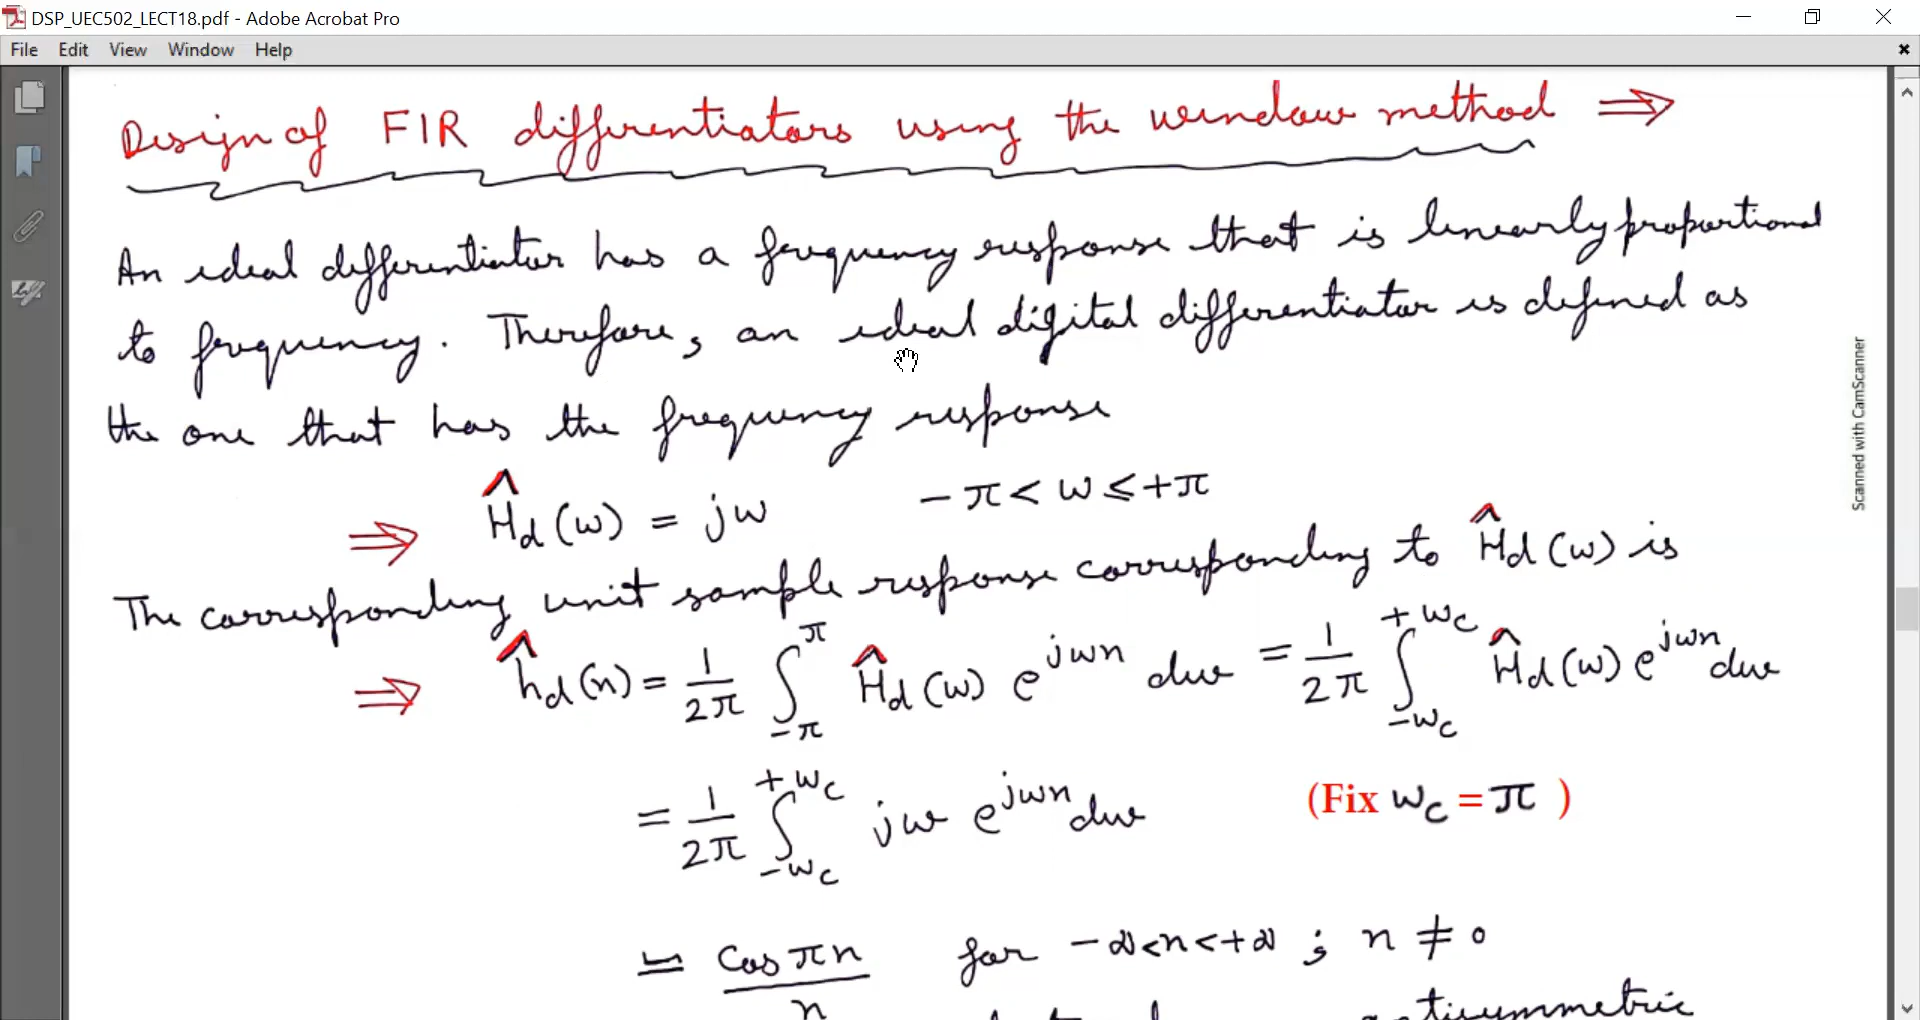 DSP_UEC502_LECT18.pdf - Adobe Acrobat Pro
File Edit View Window Help
Design of FIR differentiators using the window method ⇒
An ideal differentiator has a frequency response that is linearly proportional
to frequency. Therefore, an ideal digital differentiator is defined as
the one that has the frequency response
⇒ Ĥd(ω) = jω -π < ω ≤ +π
The corresponding unit sample response corresponding to Ĥd(ω) is
⇒ ĥd(n) = 1/2π ∫_{-π}^{π} Ĥd(ω) e^{jωn} dω = 1/2π ∫_{-ωc}^{+ωc} Ĥd(ω) e^{jωn} dω
= 1/2π ∫_{-ωc}^{+ωc} jω e^{jωn} dω (Fix ωc = π )
= Cos πn / n for -∞<n<+∞ ; n ≠ 0
antisymmetric
Scanned with CamScanner